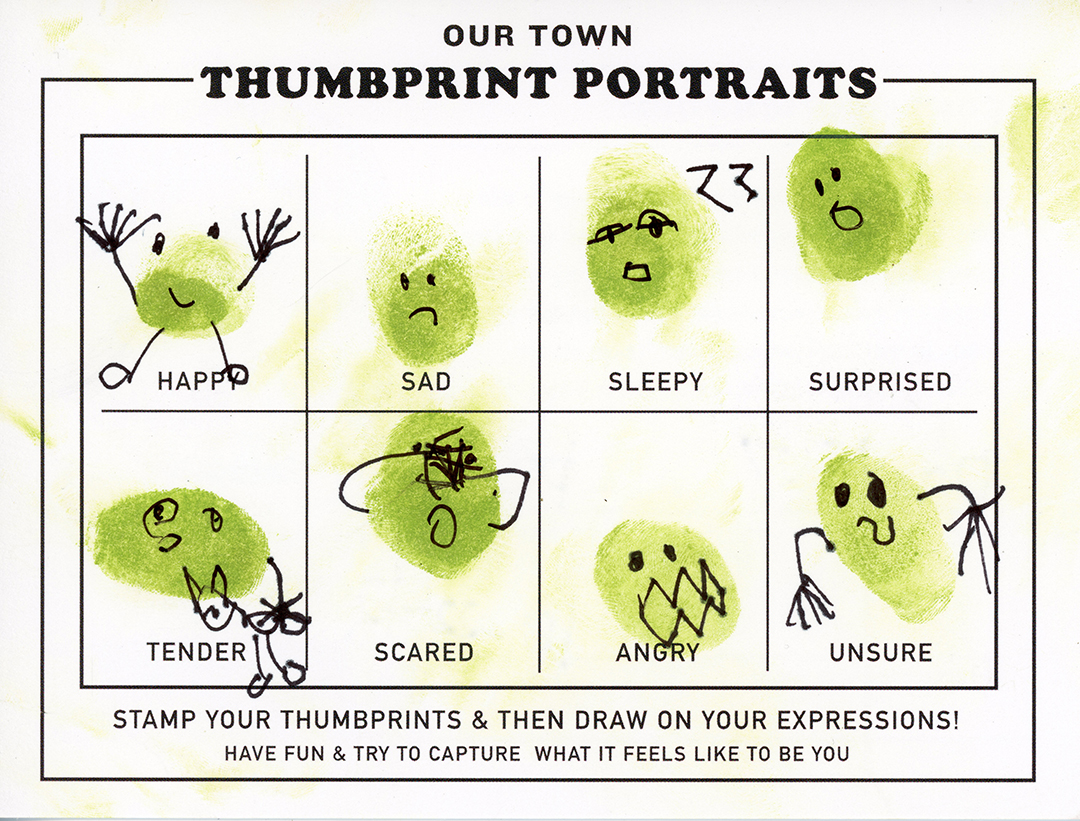 OUR TOWN
THUMBPRINT PORTRAITS
HAPPY
SAD
SLEEPY
SURPRISED
TENDER
SCARED
ANGRY
UNSURE
STAMP YOUR THUMBPRINTS & THEN DRAW ON YOUR EXPRESSIONS!
HAVE FUN & TRY TO CAPTURE WHAT IT FEELS LIKE TO BE YOU